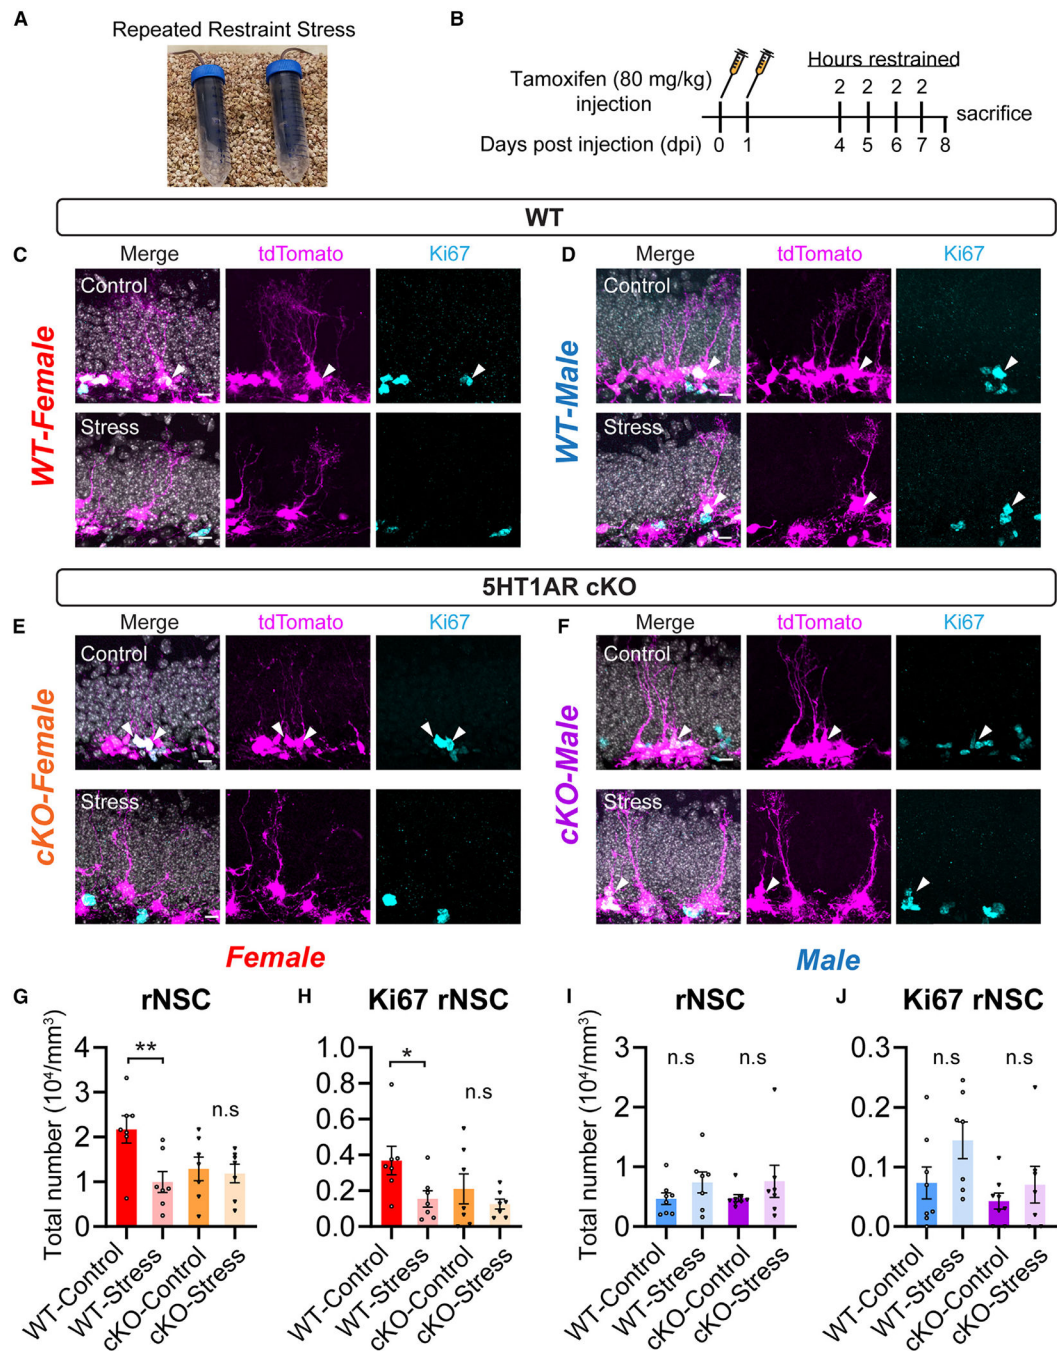 A
Repeated Restraint Stress
B
Tamoxifen (80 mg/kg)
injection
Hours restrained
2 2 2 2
sacrifice
Days post injection (dpi) 0 1 4 5 6 7 8
WT
C Merge tdTomato Ki67
D Merge tdTomato Ki67
WT-Female
Control
Stress
WT-Male
Control
Stress
5HT1AR cKO
E Merge tdTomato Ki67
F Merge tdTomato Ki67
cKO-Female
Control
Stress
cKO-Male
Control
Stress
Female
Male
G rNSC
Total number (10⁴/mm³)
4
3
2
1
0
**
n.s
WT-Control
WT-Stress
cKO-Control
cKO-Stress
H Ki67 rNSC
1.0
0.8
0.6
0.4
0.2
0.0
*
n.s
WT-Control
WT-Stress
cKO-Control
cKO-Stress
I rNSC
Total number (10⁴/mm³)
3
2
1
0
n.s n.s
WT-Control
WT-Stress
cKO-Control
cKO-Stress
J Ki67 rNSC
0.3
0.2
0.1
0.0
n.s n.s
WT-Control
WT-Stress
cKO-Control
cKO-Stress